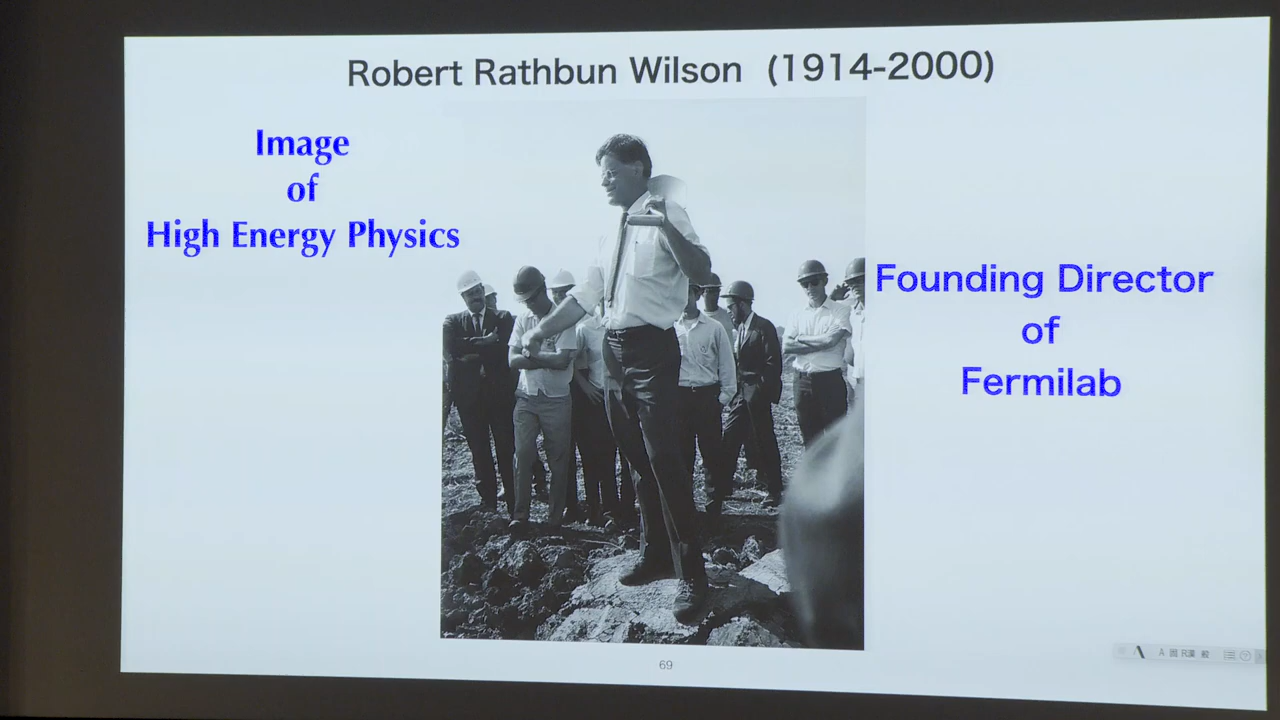 Robert Rathbun Wilson (1914-2000)
Image
of
High Energy Physics
Founding Director
of
Fermilab
69